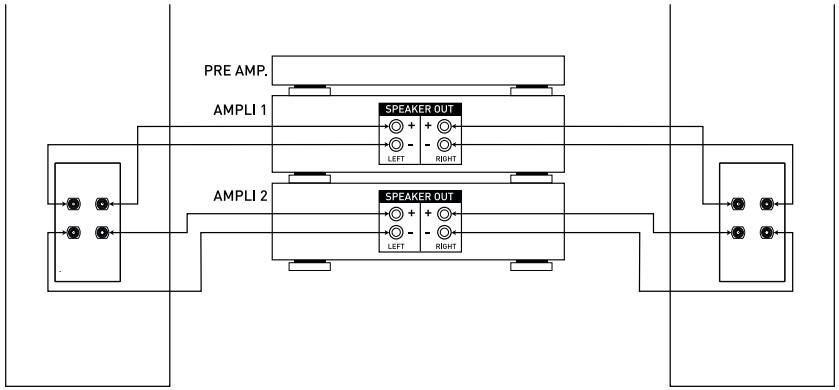 PRE AMP.
AMPLI 1
SPEAKER OUT
+ +
- -
LEFT RIGHT
AMPLI 2
SPEAKER OUT
+ +
- -
LEFT RIGHT